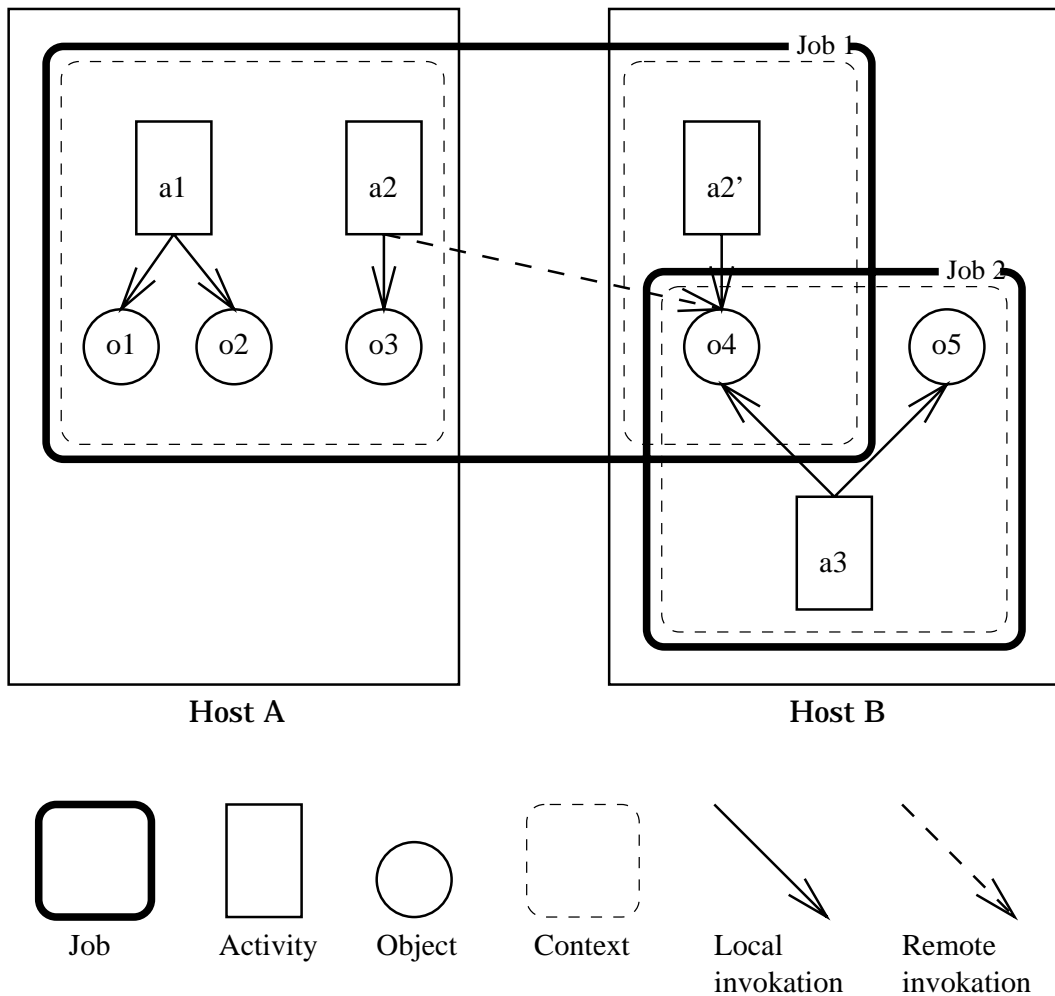 Job 1
a1
a2
a2’
Job 2
o1
o2
o3
o4
o5
a3
Host A
Host B
Job
Activity
Object
Context
Local
invokation
Remote
invokation